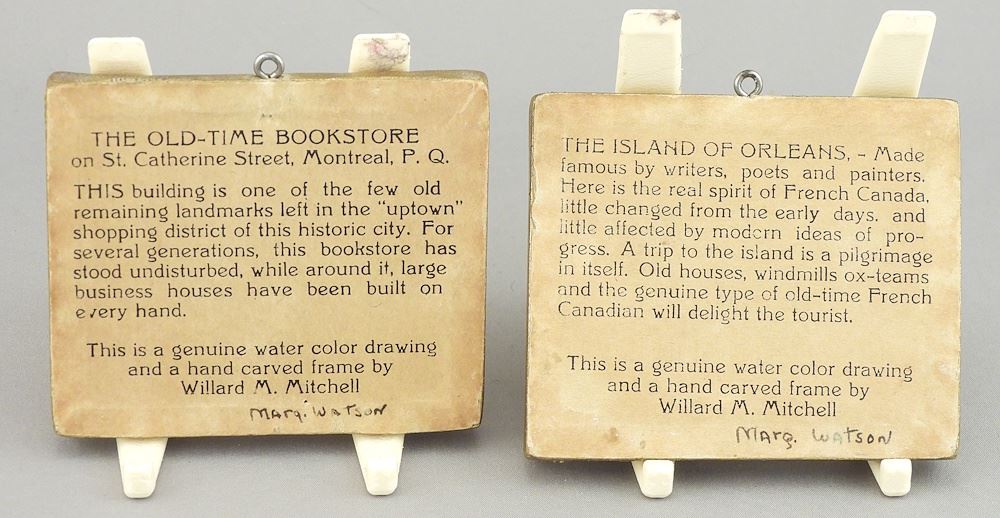 THE OLD-TIME BOOKSTORE
on St. Catherine Street, Montreal, P. Q.
THIS building is one of the few old
remaining landmarks left in the "uptown"
shopping district of this historic city. For
several generations, this bookstore has
stood undisturbed, while around it, large
business houses have been built on
every hand.
This is a genuine water color drawing
and a hand carved frame by
Willard M. Mitchell
Marq. Watson
THE ISLAND OF ORLEANS, - Made
famous by writers, poets and painters.
Here is the real spirit of French Canada,
little changed from the early days. and
little affected by modern ideas of pro-
gress. A trip to the island is a pilgrimage
in itself. Old houses, windmills ox-teams
and the genuine type of old-time French
Canadian will delight the tourist.
This is a genuine water color drawing
and a hand carved frame by
Willard M. Mitchell
Marq. Watson